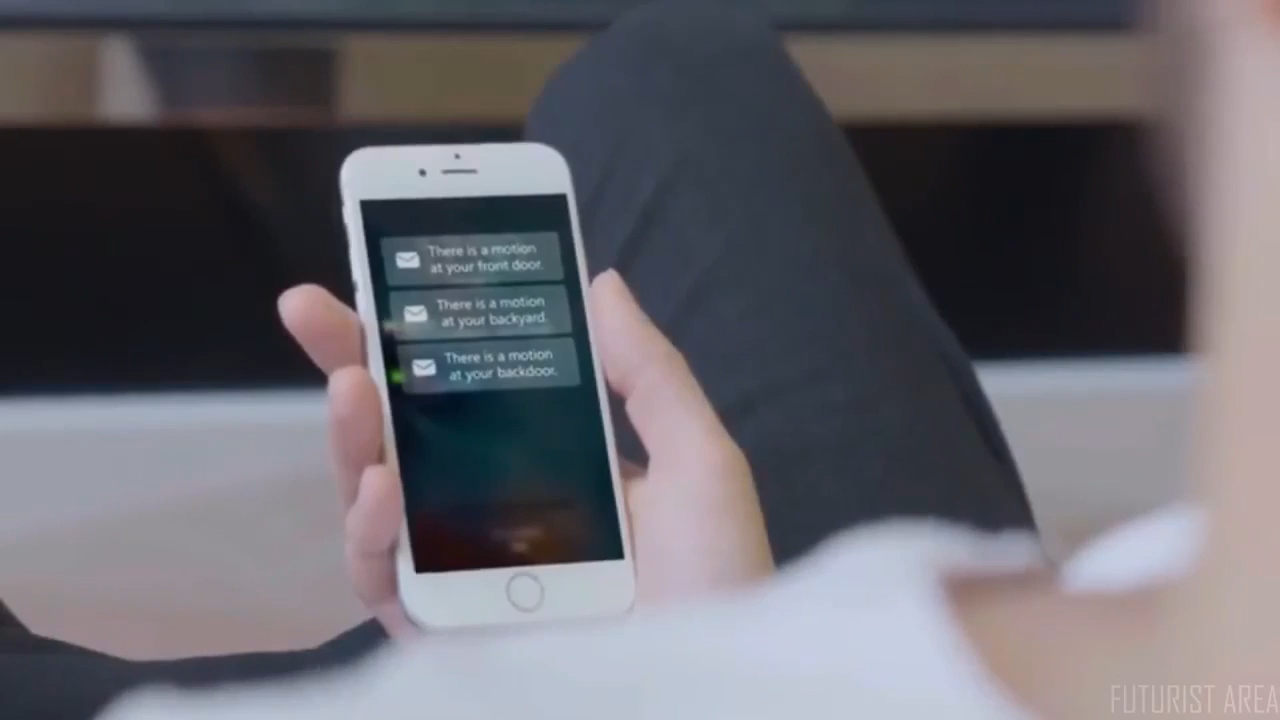 There is a motion
at your front door.
There is a motion
at your backyard.
There is a motion
at your backdoor.
FUTURIST AREA